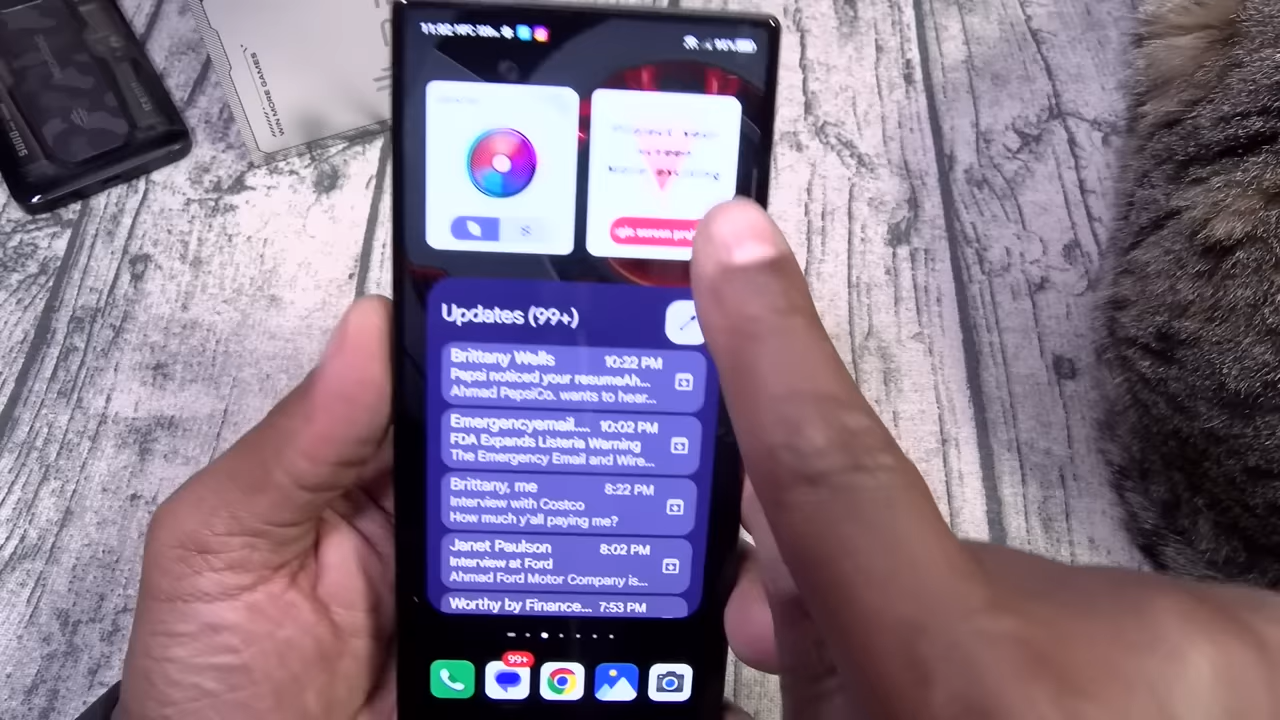 WIN MORE GAMES
5000
11:02
Updates (99+)
Brittany Wells 10:22 PM
Pepsi noticed your resumeAh...
Ahmad PepsiCo. wants to hear...
Emergencyemail.... 10:02 PM
FDA Expands Listeria Warning
The Emergency Email and Wire...
Brittany, me 8:22 PM
Interview with Costco
How much y'all paying me?
Janet Paulson 8:02 PM
Interview at Ford
Ahmad Ford Motor Company is...
Worthy by Finance... 7:53 PM
99+